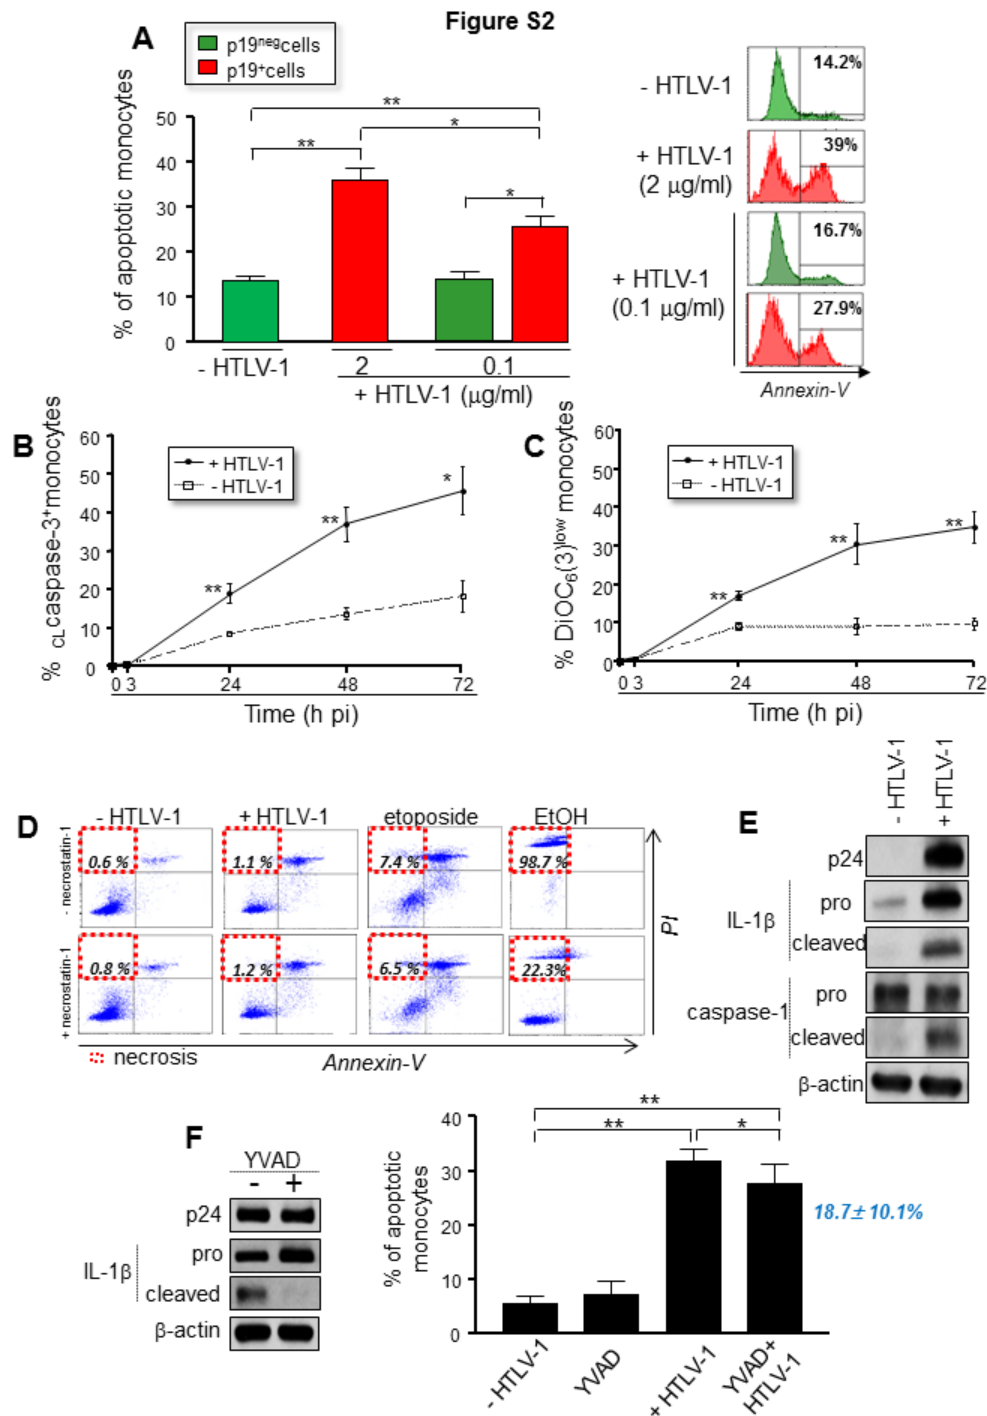 Figure S2
A
p19negcells
p19+cells
% of apoptotic monocytes
50
40
30
20
10
0
**
*
**
*
- HTLV-1
2
0.1
+ HTLV-1 (µg/ml)
- HTLV-1
14.2%
+ HTLV-1
(2 µg/ml)
39%
+ HTLV-1
(0.1 µg/ml)
16.7%
27.9%
Annexin-V
B
% CLcaspase-3+monocytes
60
50
40
30
20
10
0
+ HTLV-1
- HTLV-1
**
**
*
0 3 24 48 72
Time (h pi)
C
% DiOC6(3)low monocytes
60
50
40
30
20
10
0
+ HTLV-1
- HTLV-1
**
**
**
0 3 24 48 72
Time (h pi)
D
- HTLV-1
+ HTLV-1
etoposide
EtOH
- necrostatin-1
0.6 %
1.1 %
7.4 %
98.7 %
+ necrostatin-1
0.8 %
1.2 %
6.5 %
22.3%
PI
necrosis
Annexin-V
E
- HTLV-1
+ HTLV-1
p24
IL-1β
pro
cleaved
caspase-1
pro
cleaved
β-actin
F
YVAD
- +
p24
IL-1β
pro
cleaved
β-actin
% of apoptotic
monocytes
40
30
20
10
0
**
**
*
18.7± 10.1%
- HTLV-1
YVAD
+ HTLV-1
YVAD+
HTLV-1